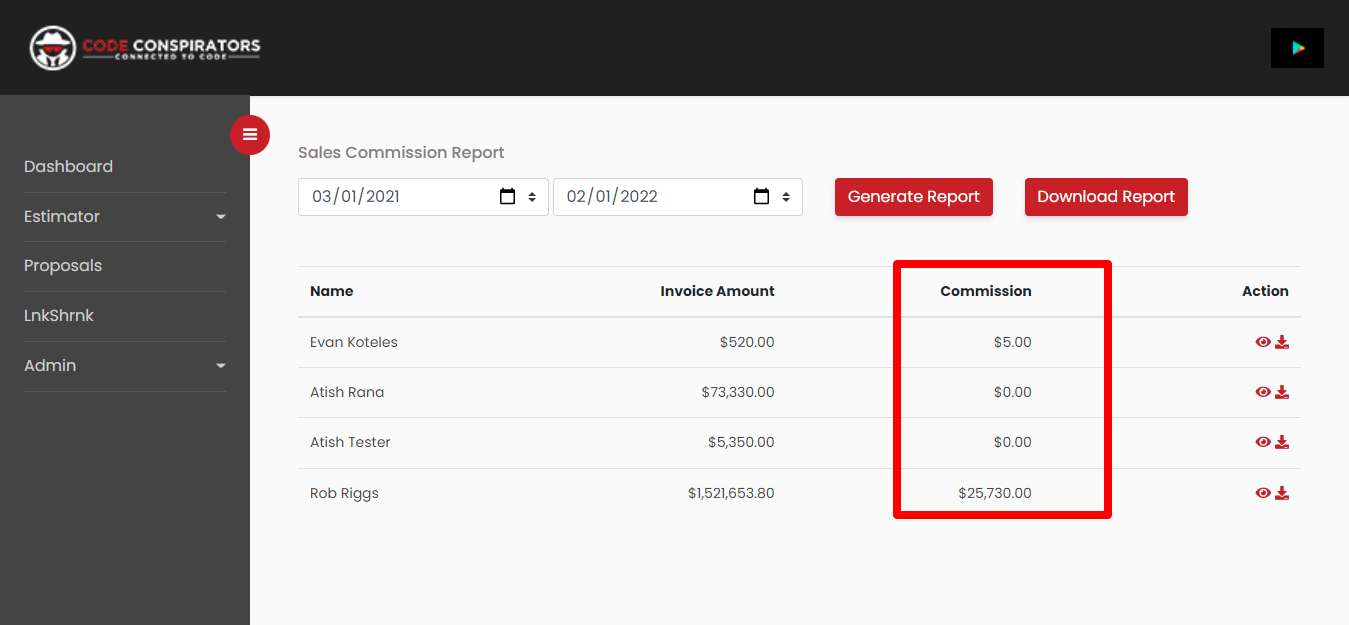 CODE CONSPIRATORS
CONNECTED TO CODE
Dashboard
Estimator
Proposals
LnkShrnk
Admin
Sales Commission Report
03/01/2021 02/01/2022 Generate Report Download Report
Name Invoice Amount Commission Action
Evan Koteles $520.00 $5.00
Atish Rana $73,330.00 $0.00
Atish Tester $5,350.00 $0.00
Rob Riggs $1,521,653.80 $25,730.00